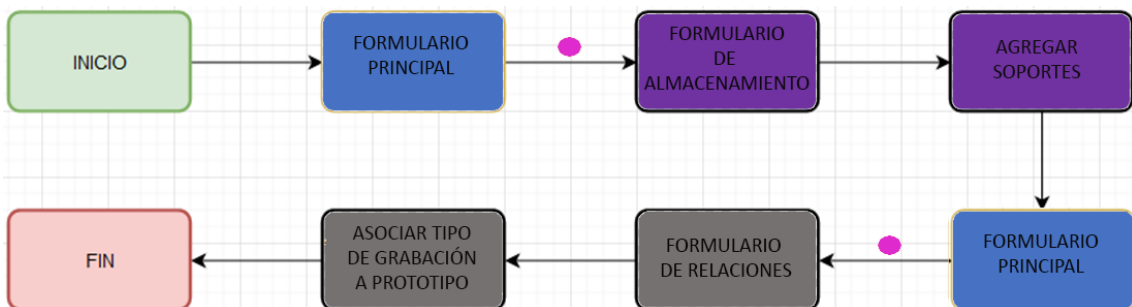 INICIO
FORMULARIO
PRINCIPAL
FORMULARIO
DE
ALMACENAMIENTO
AGREGAR
SOPORTES
FORMULARIO
PRINCIPAL
FORMULARIO
DE RELACIONES
ASOCIAR TIPO
DE GRABACIÓN
A PROTOTIPO
FIN